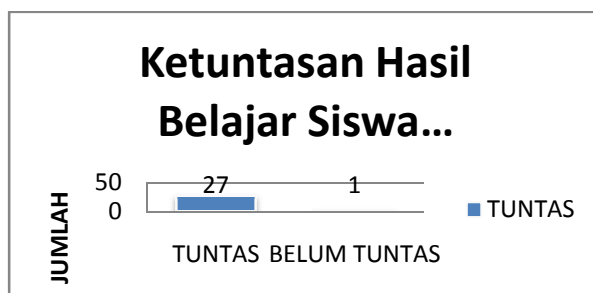 Ketuntasan Hasil
Belajar Siswa...
JUMLAH
50
0
27 1
TUNTAS BELUM TUNTAS
TUNTAS